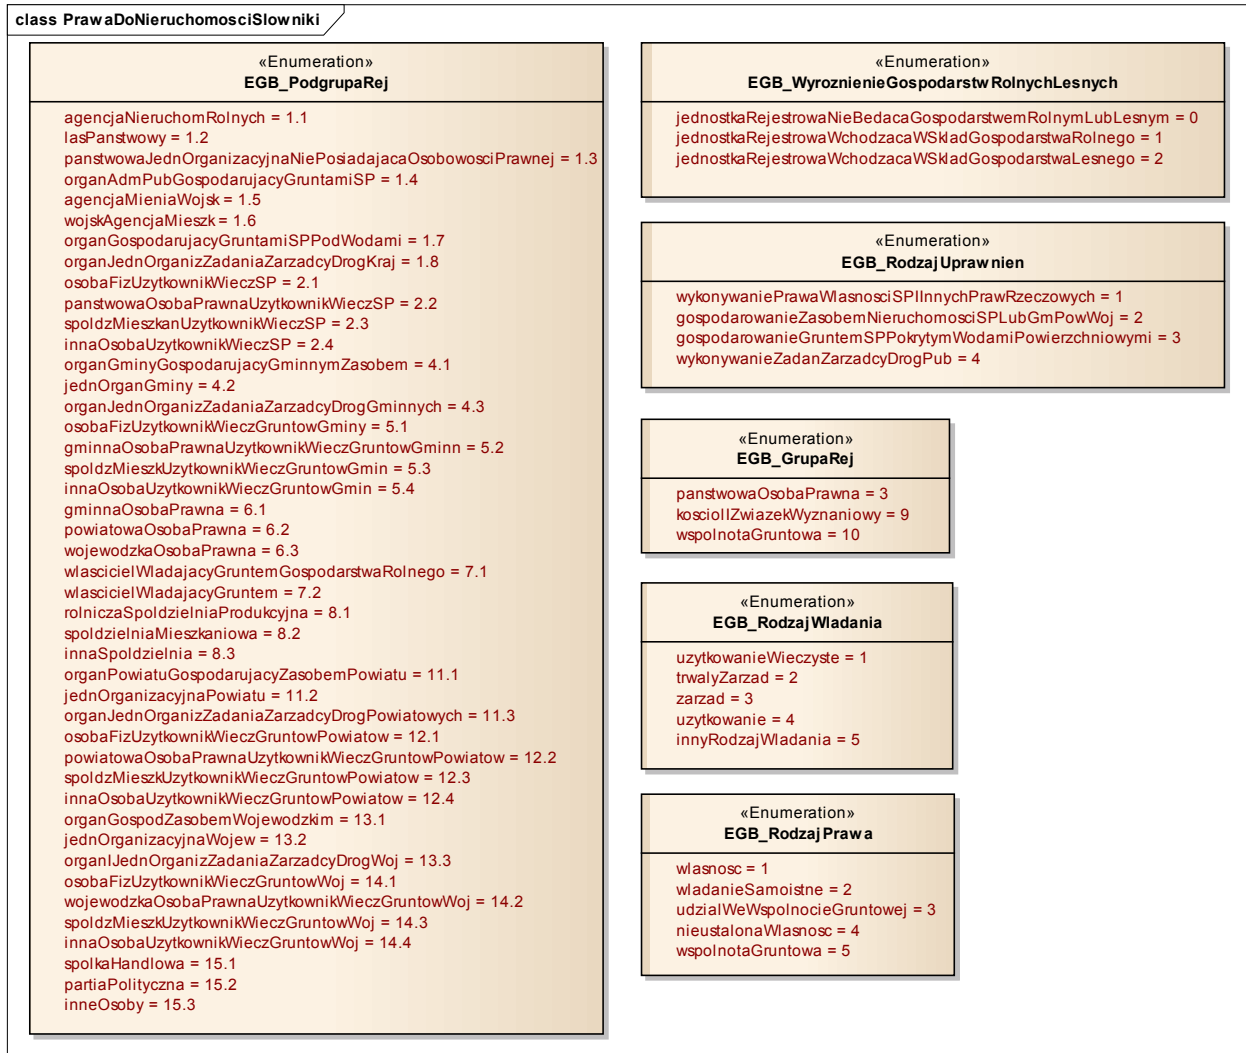 class PrawaDoNieruchomosciSlowniki
«Enumeration»
EGB_PodgrupaRej
agencjaNieruchomRolnych = 1.1
lasPanstwowy = 1.2
panstwowaJednOrganizacyjnaNiePosiadajacaOsobowosciPrawnej = 1.3
organAdmPubGospodarujacyGruntamiSP = 1.4
agencjaMieniaWojsk = 1.5
wojskAgencjaMieszk = 1.6
organGospodarujacyGruntamiSPPodWodami = 1.7
organJednOrganizZadaniaZarzadcyDrogKraj = 1.8
osobaFizUzytkownikWieczSP = 2.1
panstwowaOsobaPrawnaUzytkownikWieczSP = 2.2
spoldzMieszkanUzytkownikWieczSP = 2.3
innaOsobaUzytkownikWieczSP = 2.4
organGminyGospodarujacyGminnymZasobem = 4.1
jednOrganGminy = 4.2
organJednOrganizZadaniaZarzadcyDrogGminnych = 4.3
osobaFizUzytkownikWieczGruntowGminy = 5.1
gminnaOsobaPrawnaUzytkownikWieczGruntowGminn = 5.2
spoldzMieszkUzytkownikWieczGruntowGmin = 5.3
innaOsobaUzytkownikWieczGruntowGmin = 5.4
gminnaOsobaPrawna = 6.1
powiatowaOsobaPrawna = 6.2
wojewodzkaOsobaPrawna = 6.3
wlascicielWladajacyGruntemGospodarstwaRolnego = 7.1
wlascicielWladajacyGruntem = 7.2
rolniczaSpoldzielniaProdukcyjna = 8.1
spoldzielniaMieszkaniowa = 8.2
innaSpoldzielnia = 8.3
organPowiatuGospodarujacyZasobemPowiatu = 11.1
jednOrganizacyjnaPowiatu = 11.2
organJednOrganizZadaniaZarzadcyDrogPowiatowych = 11.3
osobaFizUzytkownikWieczGruntowPowiatow = 12.1
powiatowaOsobaPrawnaUzytkownikWieczGruntowPowiatow = 12.2
spoldzMieszkUzytkownikWieczGruntowPowiatow = 12.3
innaOsobaUzytkownikWieczGruntowPowiatow = 12.4
organGospodZasobemWojewodzkim = 13.1
jednOrganizacyjnaWojew = 13.2
organIJednOrganizZadaniaZarzadcyDrogWoj = 13.3
osobaFizUzytkownikWieczGruntowWoj = 14.1
wojewodzkaOsobaPrawnaUzytkownikWieczGruntowWoj = 14.2
spoldzMieszkUzytkownikWieczGruntowWoj = 14.3
innaOsobaUzytkownikWieczGruntowWoj = 14.4
spolkaHandlowa = 15.1
partiaPolityczna = 15.2
inneOsoby = 15.3
«Enumeration»
EGB_WyroznienieGospodarstwRolnychLesnych
jednostkaRejestrowaNieBedacaGospodarstwemRolnymLubLesnym = 0
jednostkaRejestrowaWchodzacaWSkladGospodarstwaRolnego = 1
jednostkaRejestrowaWchodzacaWSkladGospodarstwaLesnego = 2
«Enumeration»
EGB_RodzajUprawnien
wykonywaniePrawaWlasnosciSPIInnychPrawRzeczowych = 1
gospodarowanieZasobemNieruchomosciSPLubGmPowWoj = 2
gospodarowanieGruntemSPPokrytymWodamiPowierzchniowymi = 3
wykonywanieZadanZarzadcyDrogPub = 4
«Enumeration»
EGB_GrupaRej
panstwowaOsobaPrawna = 3
kosciolIZwiazekWyznaniowy = 9
wspolnotaGruntowa = 10
«Enumeration»
EGB_RodzajWladania
uzytkowanieWieczyste = 1
trwalyZarzad = 2
zarzad = 3
uzytkowanie = 4
innyRodzajWladania = 5
«Enumeration»
EGB_RodzajPrawa
wlasnosc = 1
wladanieSamoistne = 2
udzialWeWspolnocieGruntowej = 3
nieustalonaWlasnosc = 4
wspolnotaGruntowa = 5